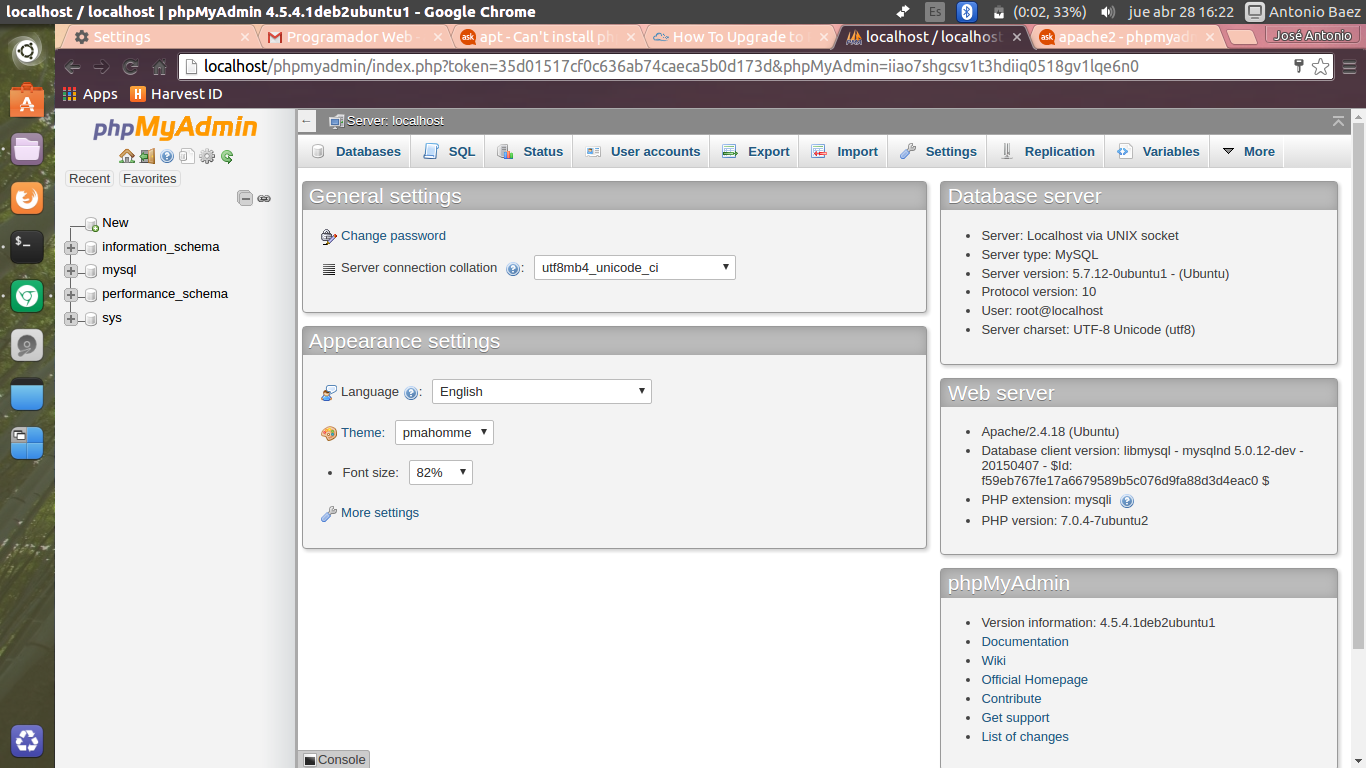 localhost / localhost | phpMyAdmin 4.5.4.1deb2ubuntu1 - Google Chrome
Es
(0:02, 33%)
jue abr 28 16:22
Antonio Baez
Settings
Programador Web -
apt - Can't install ph
How To Upgrade to
localhost / localhost
apache2 - phpmyadm
José Antonio
localhost/phpmyadmin/index.php?token=35d01517cf0c636ab74caeca5b0d173d&phpMyAdmin=iiao7shgcsv1t3hdiiq0518gv1lqe6n0
Apps
Harvest ID
phpMyAdmin
Recent
Favorites
New
information_schema
mysql
performance_schema
sys
Server: localhost
Databases
SQL
Status
User accounts
Export
Import
Settings
Replication
Variables
More
General settings
Change password
Server connection collation : utf8mb4_unicode_ci
Appearance settings
Language : English
Theme: pmahomme
Font size: 82%
More settings
Database server
Server: Localhost via UNIX socket
Server type: MySQL
Server version: 5.7.12-0ubuntu1 - (Ubuntu)
Protocol version: 10
User: root@localhost
Server charset: UTF-8 Unicode (utf8)
Web server
Apache/2.4.18 (Ubuntu)
Database client version: libmysql - mysqlnd 5.0.12-dev -
20150407 - $Id:
f59eb767fe17a6679589b5c076d9fa88d3d4eac0 $
PHP extension: mysqli
PHP version: 7.0.4-7ubuntu2
phpMyAdmin
Version information: 4.5.4.1deb2ubuntu1
Documentation
Wiki
Official Homepage
Contribute
Get support
List of changes
Console